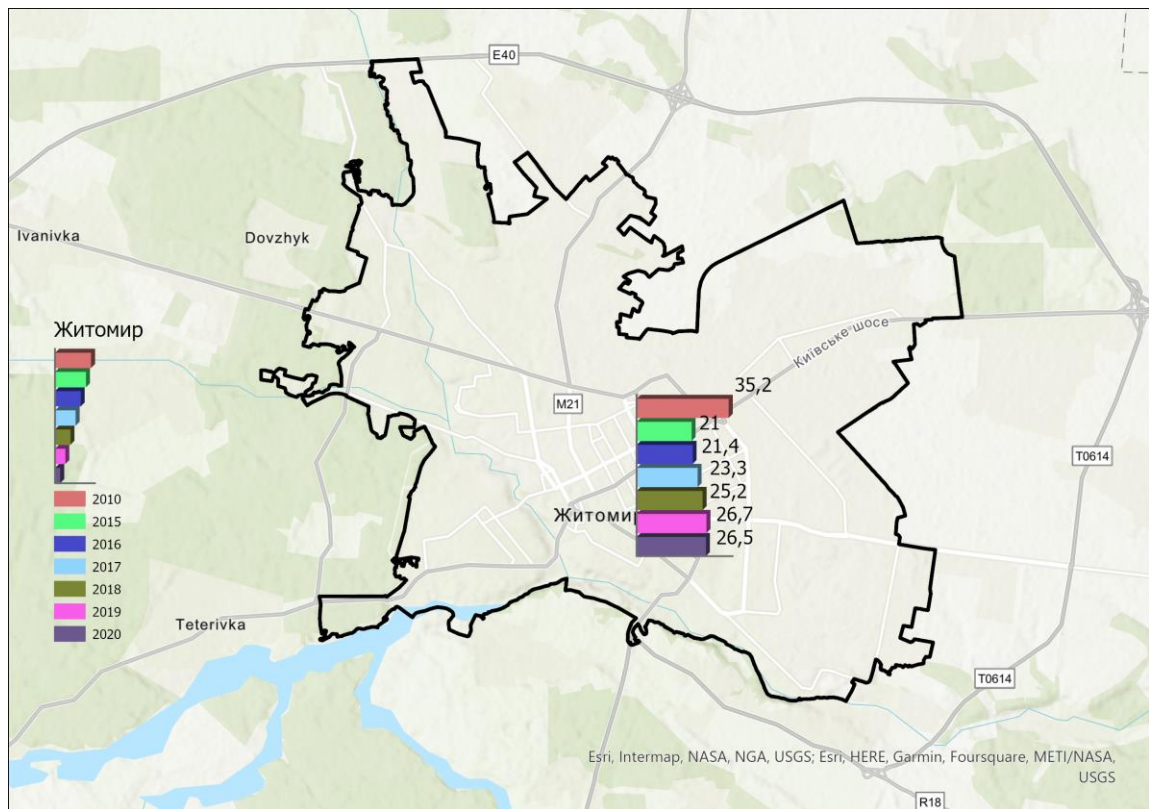 E40
Ivanivka
Dovzhyk
Житомир
Київське шосе
35,2
M21
21
21,4
23,3
T0614
25,2
2010
Житомир
26,7
2015
26,5
2016
2017
2018
2019
Teterivka
2020
T0614
Esri, Intermap, NASA, NGA, USGS; Esri, HERE, Garmin, Foursquare, METI/NASA,
USGS
R18